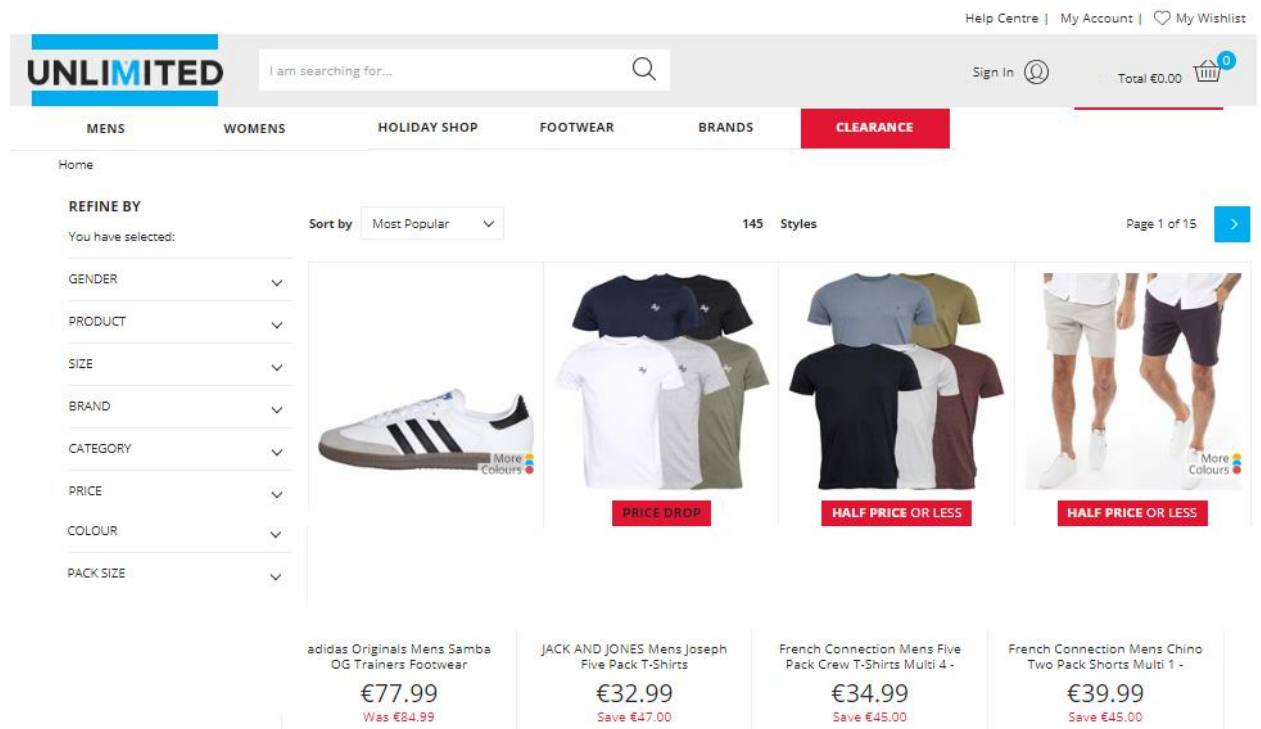 Help Centre | My Account | My Wishlist
UNLIMITED
I am searching for...
Sign In
Total €0.00
0
MENS WOMENS HOLIDAY SHOP FOOTWEAR BRANDS CLEARANCE
Home
REFINE BY
You have selected:
GENDER
PRODUCT
SIZE
BRAND
CATEGORY
PRICE
COLOUR
PACK SIZE
Sort by Most Popular 145 Styles Page 1 of 15
More
Colours
More
Colours
PRICE DROP
HALF PRICE OR LESS
HALF PRICE OR LESS
adidas Originals Mens Samba
OG Trainers Footwear
€77.99
Was €84.99
JACK AND JONES Mens Joseph
Five Pack T-Shirts
€32.99
Save €47.00
French Connection Mens Five
Pack Crew T-Shirts Multi 4 -
€34.99
Save €45.00
French Connection Mens Chino
Two Pack Shorts Multi 1 -
€39.99
Save €45.00